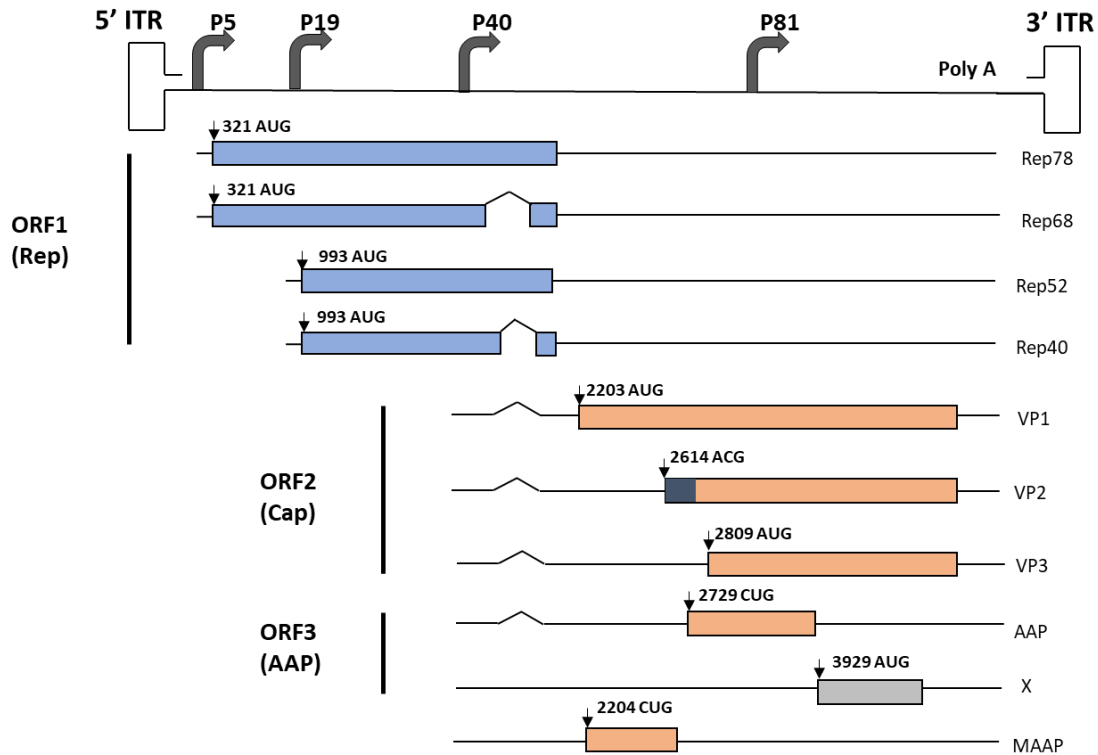 5’ ITR
P5
P19
P40
P81
3’ ITR
Poly A
321 AUG
Rep78
321 AUG
Rep68
ORF1
(Rep)
993 AUG
Rep52
993 AUG
Rep40
2203 AUG
VP1
2614 ACG
ORF2
(Cap)
VP2
2809 AUG
VP3
2729 CUG
ORF3
(AAP)
AAP
3929 AUG
X
2204 CUG
MAAP